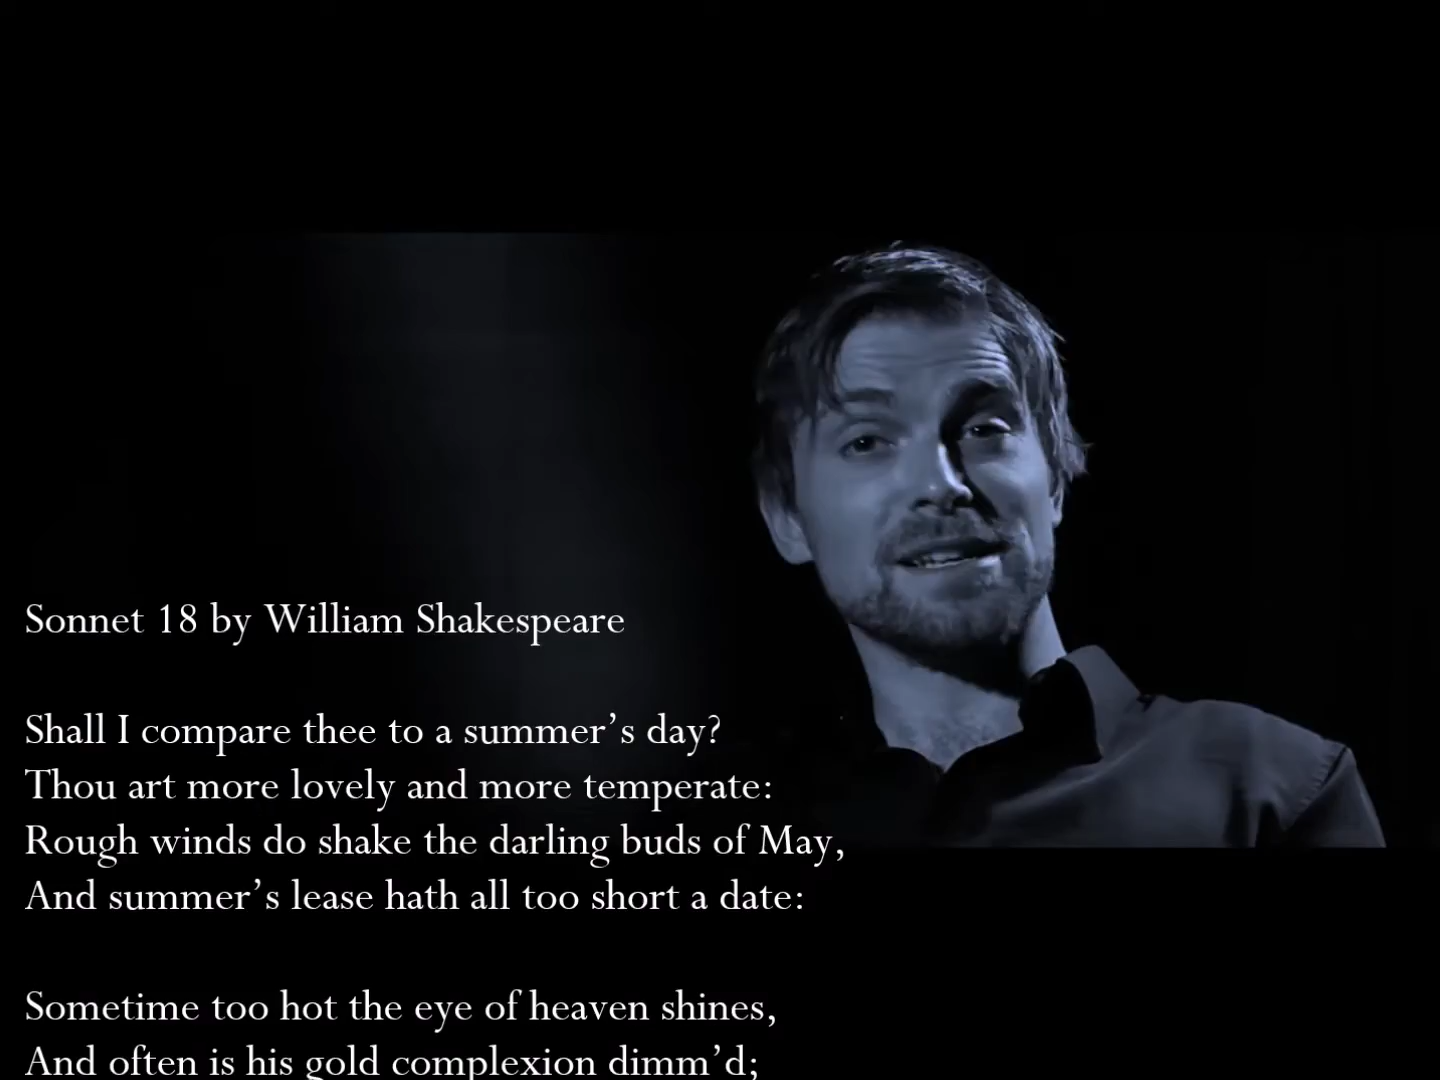 Sonnet 18 by William Shakespeare
Shall I compare thee to a summer’s day?
Thou art more lovely and more temperate:
Rough winds do shake the darling buds of May,
And summer’s lease hath all too short a date:
Sometime too hot the eye of heaven shines,
And often is his gold complexion dimm’d;